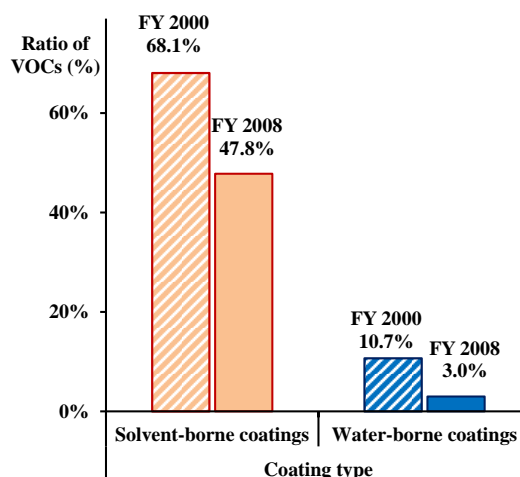 Ratio of
VOCs (%)
FY 2000
68.1%
60%
FY 2008
47.8%
40%
20%
FY 2000
10.7%
FY 2008
3.0%
0%
Solvent-borne coatings
Water-borne coatings
Coating type